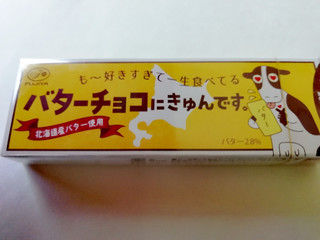 も〜好きすぎて一生食べてる
バターチョコにきゅんです。
北海道産バター使用
バター2.8%